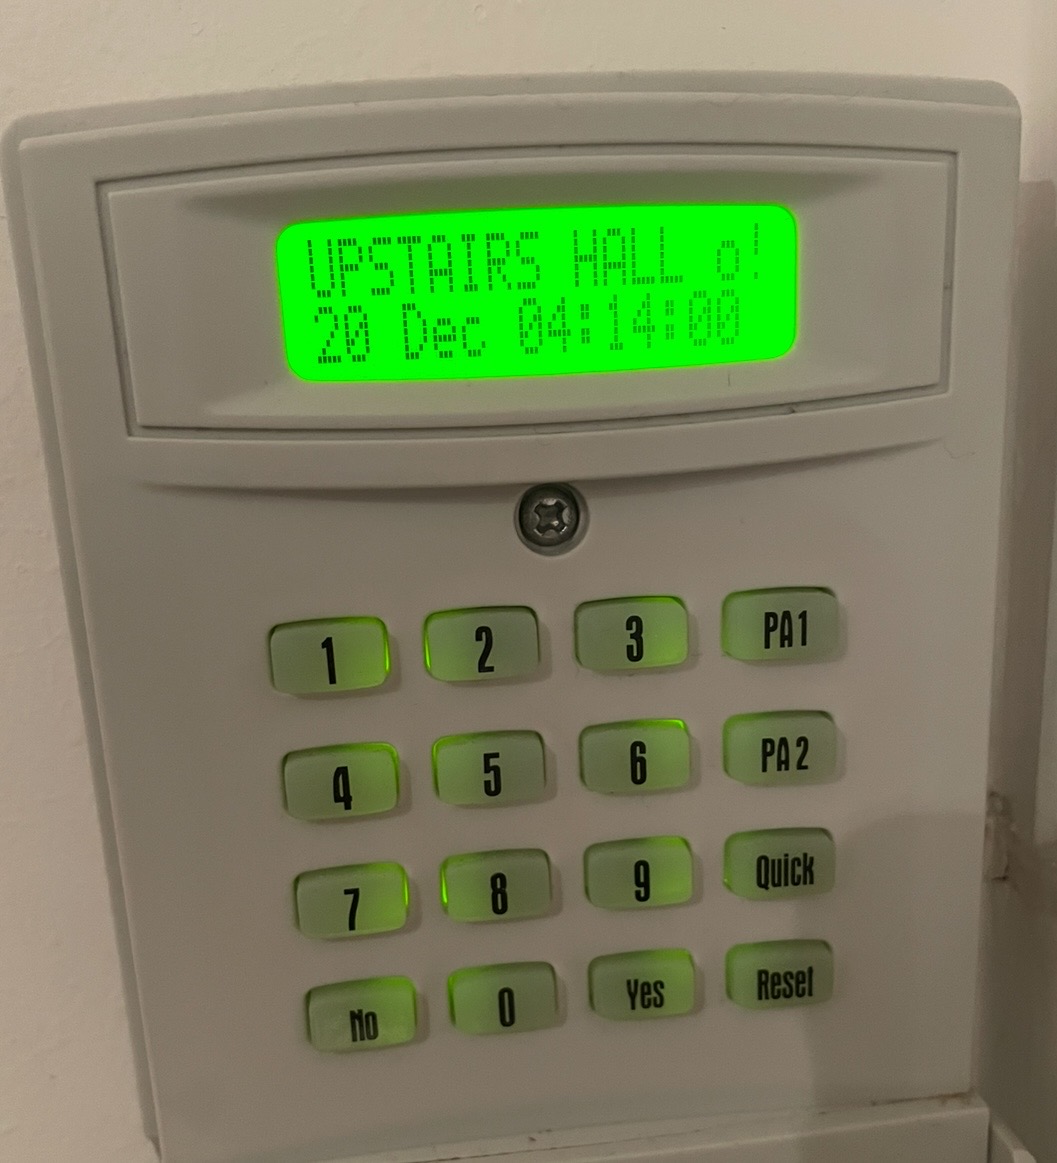 UPSTAIRS HALL o!
20 Dec 04:14:00
1 2 3 PA1
4 5 6 PA2
7 8 9 Quick
No 0 Yes Reset